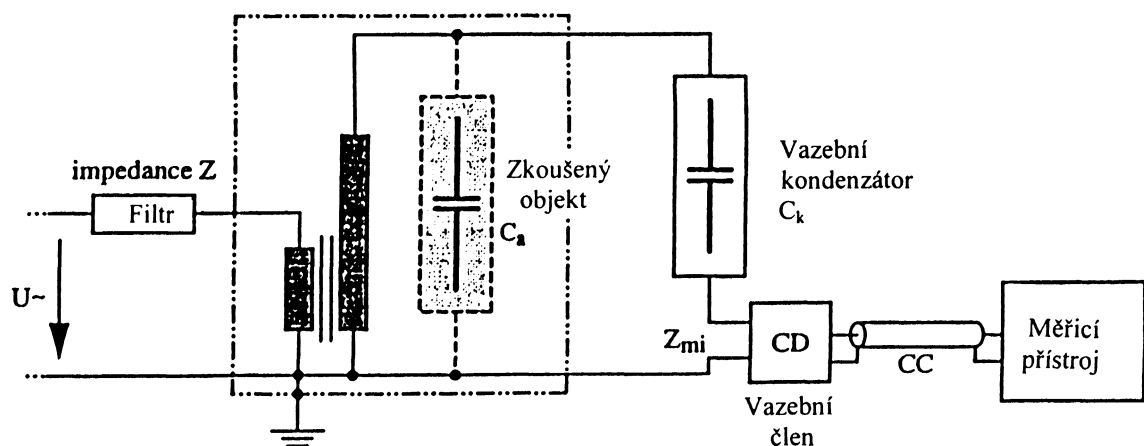 impedance Z
Filtr
U~
Zkoušený
objekt
Ca
Vazební
kondenzátor
Ck
Zmi
CD
Vazební
člen
CC
Měřicí
přístroj